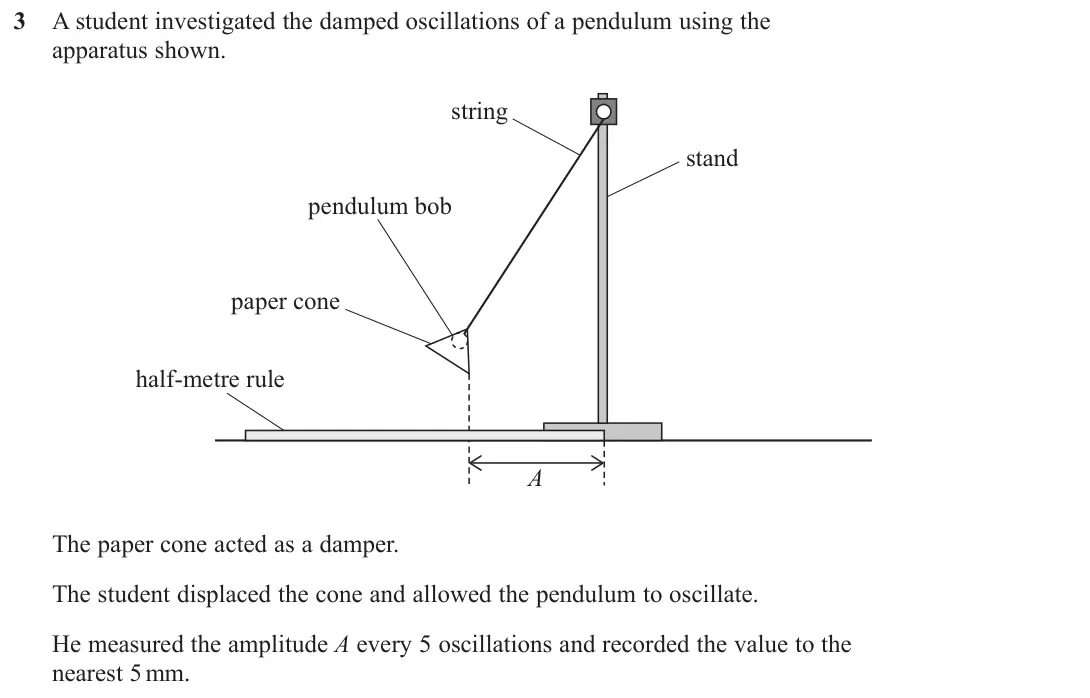 3 A student investigated the damped oscillations of a pendulum using the
apparatus shown.
string
stand
pendulum bob
paper cone
half-metre rule
A
The paper cone acted as a damper.
The student displaced the cone and allowed the pendulum to oscillate.
He measured the amplitude A every 5 oscillations and recorded the value to the
nearest 5 mm.